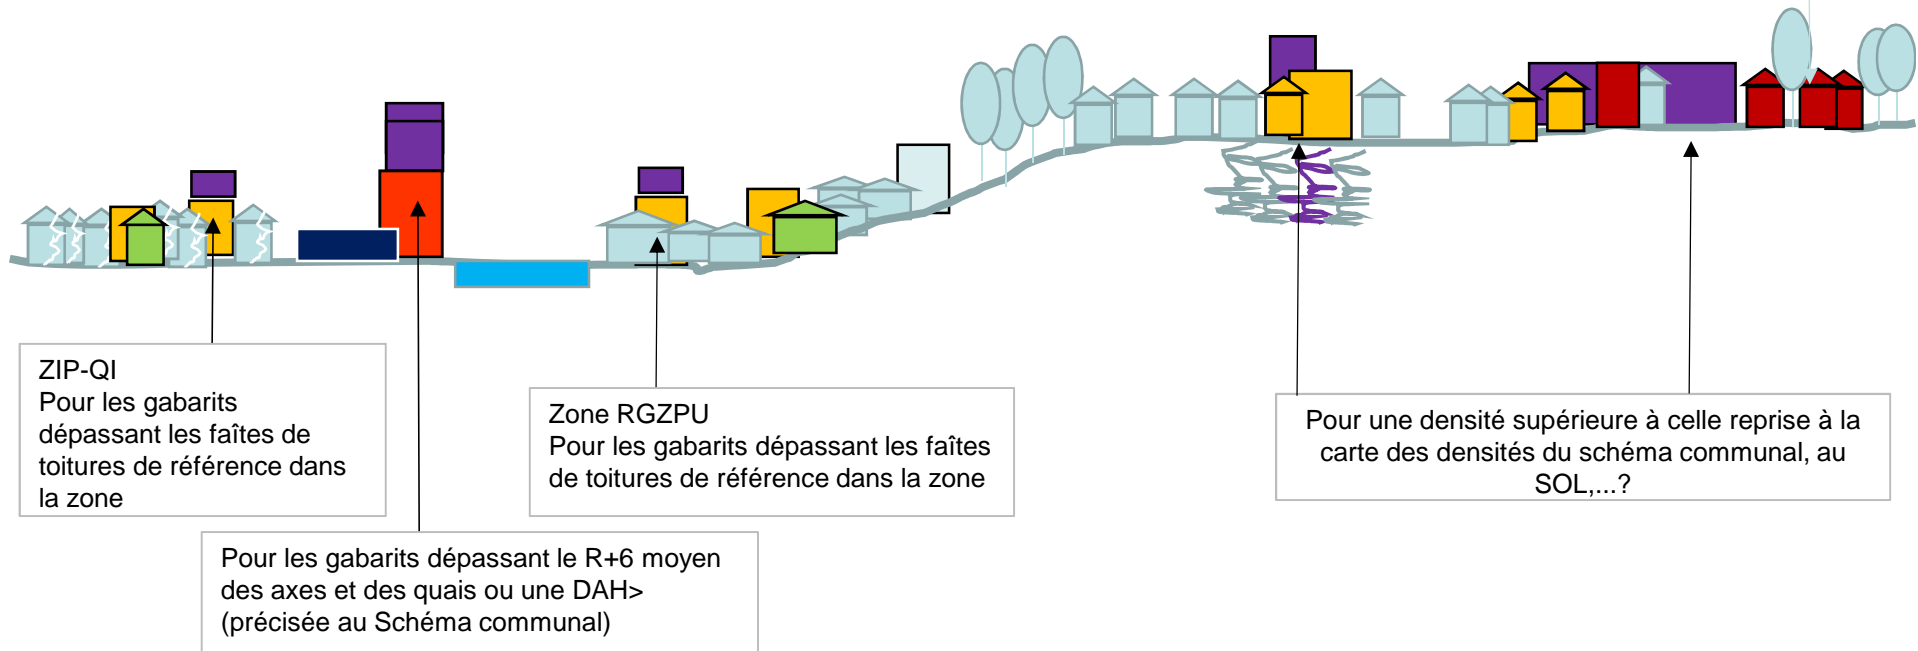 ZIP-QI
Pour les gabarits
dépassant les faîtes de
toitures de référence dans
la zone
Zone RGZPU
Pour les gabarits dépassant les faîtes
de toitures de référence dans la zone
Pour une densité supérieure à celle reprise à la
carte des densités du schéma communal, au
SOL,...?
Pour les gabarits dépassant le R+6 moyen
des axes et des quais ou une DAH>
(précisée au Schéma communal)